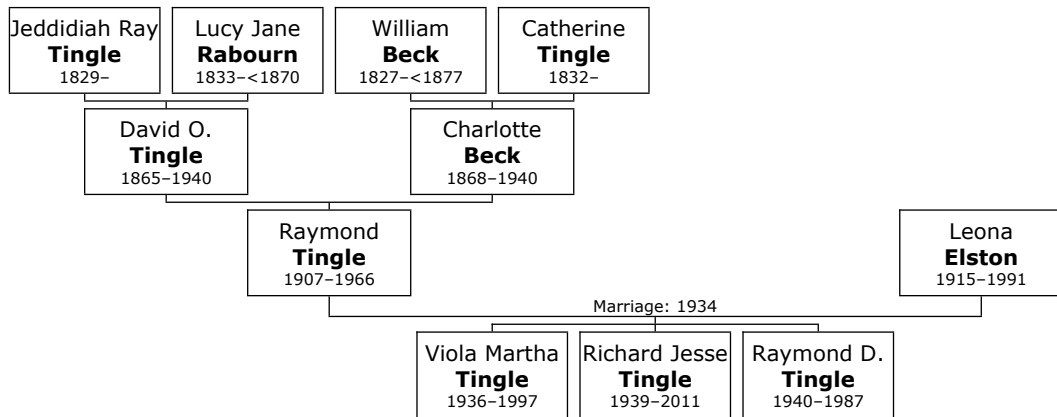 Jeddidiah Ray
Tingle
1829–
Lucy Jane
Rabourn
1833–<1870
William
Beck
1827–<1877
Catherine
Tingle
1832–
David O.
Tingle
1865–1940
Charlotte
Beck
1868–1940
Raymond
Tingle
1907–1966
Leona
Elston
1915–1991
Marriage: 1934
Viola Martha
Tingle
1936–1997
Richard Jesse
Tingle
1939–2011
Raymond D.
Tingle
1940–1987